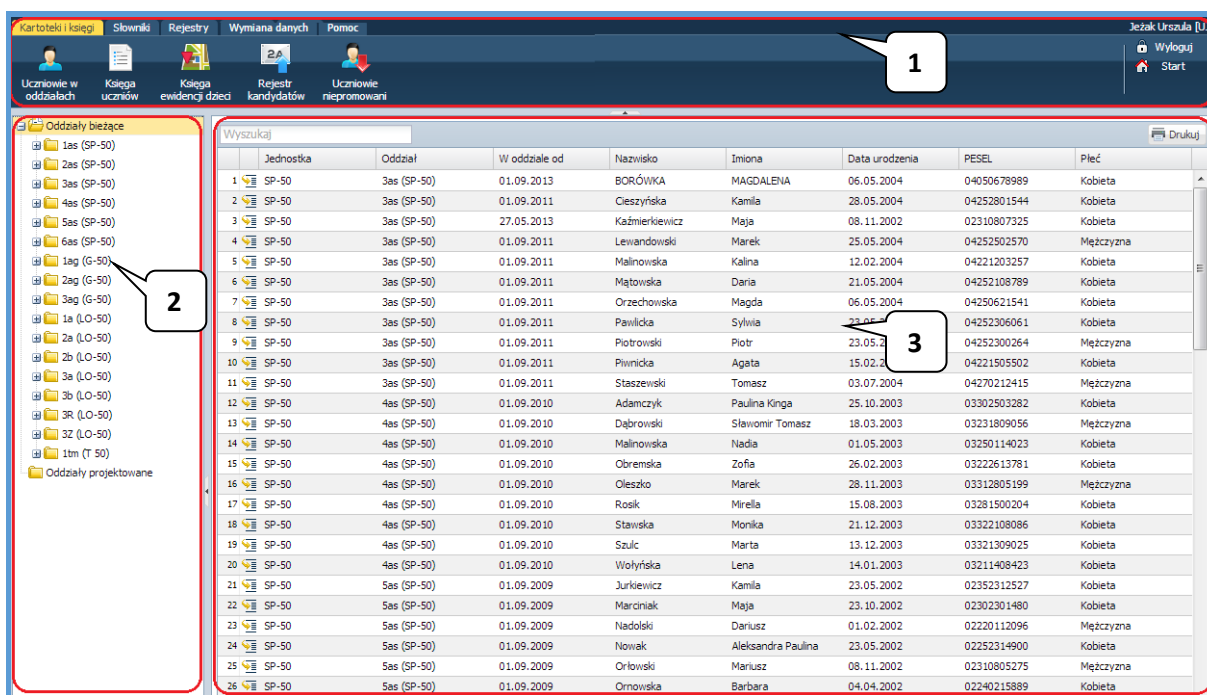 Kartoteki i księgi Słowniki Rejestry Wymiana danych Pomoc Jeżak Urszula [U.
Wyloguj
Start
Uczniowie w oddziałach
Księga uczniów
Księga ewidencji dzieci
Rejestr kandydatów
Uczniowie niepromowani
1
Oddziały bieżące
1as (SP-50)
2as (SP-50)
3as (SP-50)
4as (SP-50)
5as (SP-50)
6as (SP-50)
1ag (G-50)
2ag (G-50)
3ag (G-50)
1a (LO-50)
2a (LO-50)
2b (LO-50)
3a (LO-50)
3b (LO-50)
3R (LO-50)
3Z (LO-50)
1tm (T 50)
Oddziały projektowane
2
Wyszukaj Drukuj
Jednostka Oddział W oddziale od Nazwisko Imiona Data urodzenia PESEL Płeć
1 SP-50 3as (SP-50) 01.09.2013 BORÓWKA MAGDALENA 06.05.2004 04050678989 Kobieta
2 SP-50 3as (SP-50) 01.09.2011 Cieszyńska Kamila 28.05.2004 04252801544 Kobieta
3 SP-50 3as (SP-50) 27.05.2013 Kaźmierkiewicz Maja 08.11.2002 02310807325 Kobieta
4 SP-50 3as (SP-50) 01.09.2011 Lewandowski Marek 25.05.2004 04252502570 Mężczyzna
5 SP-50 3as (SP-50) 01.09.2011 Malinowska Kalina 12.02.2004 04221203257 Kobieta
6 SP-50 3as (SP-50) 01.09.2011 Mątowska Daria 21.05.2004 04252108789 Kobieta
7 SP-50 3as (SP-50) 01.09.2011 Orzechowska Magda 06.05.2004 04250621541 Kobieta
8 SP-50 3as (SP-50) 01.09.2011 Pawlicka Sylwia 04252306061 Kobieta
9 SP-50 3as (SP-50) 01.09.2011 Piotrowski Piotr 23.05.2 04252300264 Mężczyzna
10 SP-50 3as (SP-50) 01.09.2011 Piwnicka Agata 15.02.2 04221505502 Kobieta
11 SP-50 3as (SP-50) 01.09.2011 Staszewski Tomasz 03.07.2004 04270212415 Mężczyzna
12 SP-50 4as (SP-50) 01.09.2010 Adamczyk Paulina Kinga 25.10.2003 03302503282 Kobieta
13 SP-50 4as (SP-50) 01.09.2010 Dąbrowski Sławomir Tomasz 18.03.2003 03231809056 Mężczyzna
14 SP-50 4as (SP-50) 01.09.2010 Malinowska Nadia 01.05.2003 03250114023 Kobieta
15 SP-50 4as (SP-50) 01.09.2010 Obremska Zofia 26.02.2003 03222613781 Kobieta
16 SP-50 4as (SP-50) 01.09.2010 Oleszko Marek 28.11.2003 03312805199 Mężczyzna
17 SP-50 4as (SP-50) 01.09.2010 Rosik Mirella 15.08.2003 03281500204 Kobieta
18 SP-50 4as (SP-50) 01.09.2010 Stawska Monika 21.12.2003 03322108086 Kobieta
19 SP-50 4as (SP-50) 01.09.2010 Szulc Marta 13.12.2003 03321309025 Kobieta
20 SP-50 4as (SP-50) 01.09.2010 Wołyńska Lena 14.01.2003 03211408423 Kobieta
21 SP-50 5as (SP-50) 01.09.2009 Jurkiewicz Kamila 23.05.2002 02352312527 Kobieta
22 SP-50 5as (SP-50) 01.09.2009 Marciniak Maja 23.10.2002 02302301480 Kobieta
23 SP-50 5as (SP-50) 01.09.2009 Nadolski Dariusz 01.02.2002 02220112096 Mężczyzna
24 SP-50 5as (SP-50) 01.09.2009 Nowak Aleksandra Paulina 23.05.2002 02252314900 Kobieta
25 SP-50 5as (SP-50) 01.09.2009 Orłowski Mariusz 08.11.2002 02310805275 Mężczyzna
26 SP-50 5as (SP-50) 01.09.2009 Ornowska Barbara 04.04.2002 02240215889 Kobieta
3